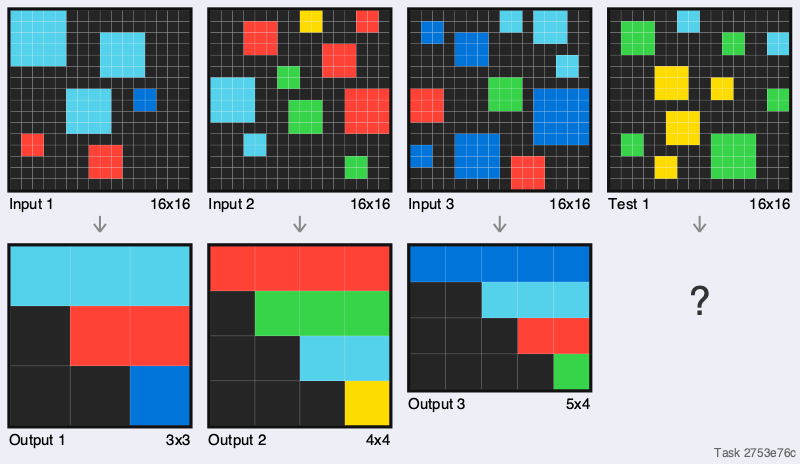 Input 1 16x16
Input 2 16x16
Input 3 16x16
Test 1 16x16
?
Output 1 3x3
Output 2 4x4
Output 3 5x4
Task 2753e76c